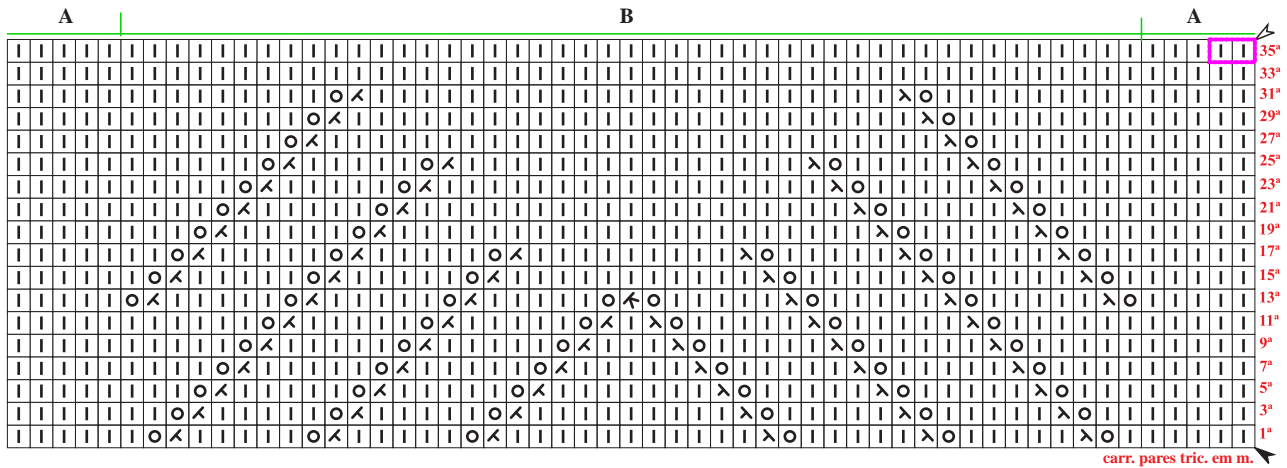 A B A
35ª
33ª
31ª
29ª
27ª
25ª
23ª
21ª
19ª
17ª
15ª
13ª
11ª
9ª
7ª
5ª
3ª
1ª
carr. pares tric. em m.